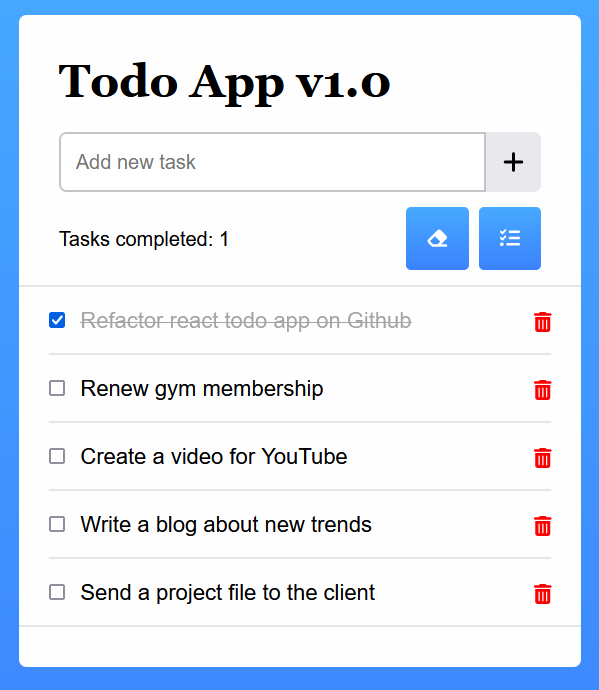 Todo App v1.0
Add new task
Tasks completed: 1
Refactor react todo app on Github
Renew gym membership
Create a video for YouTube
Write a blog about new trends
Send a project file to the client